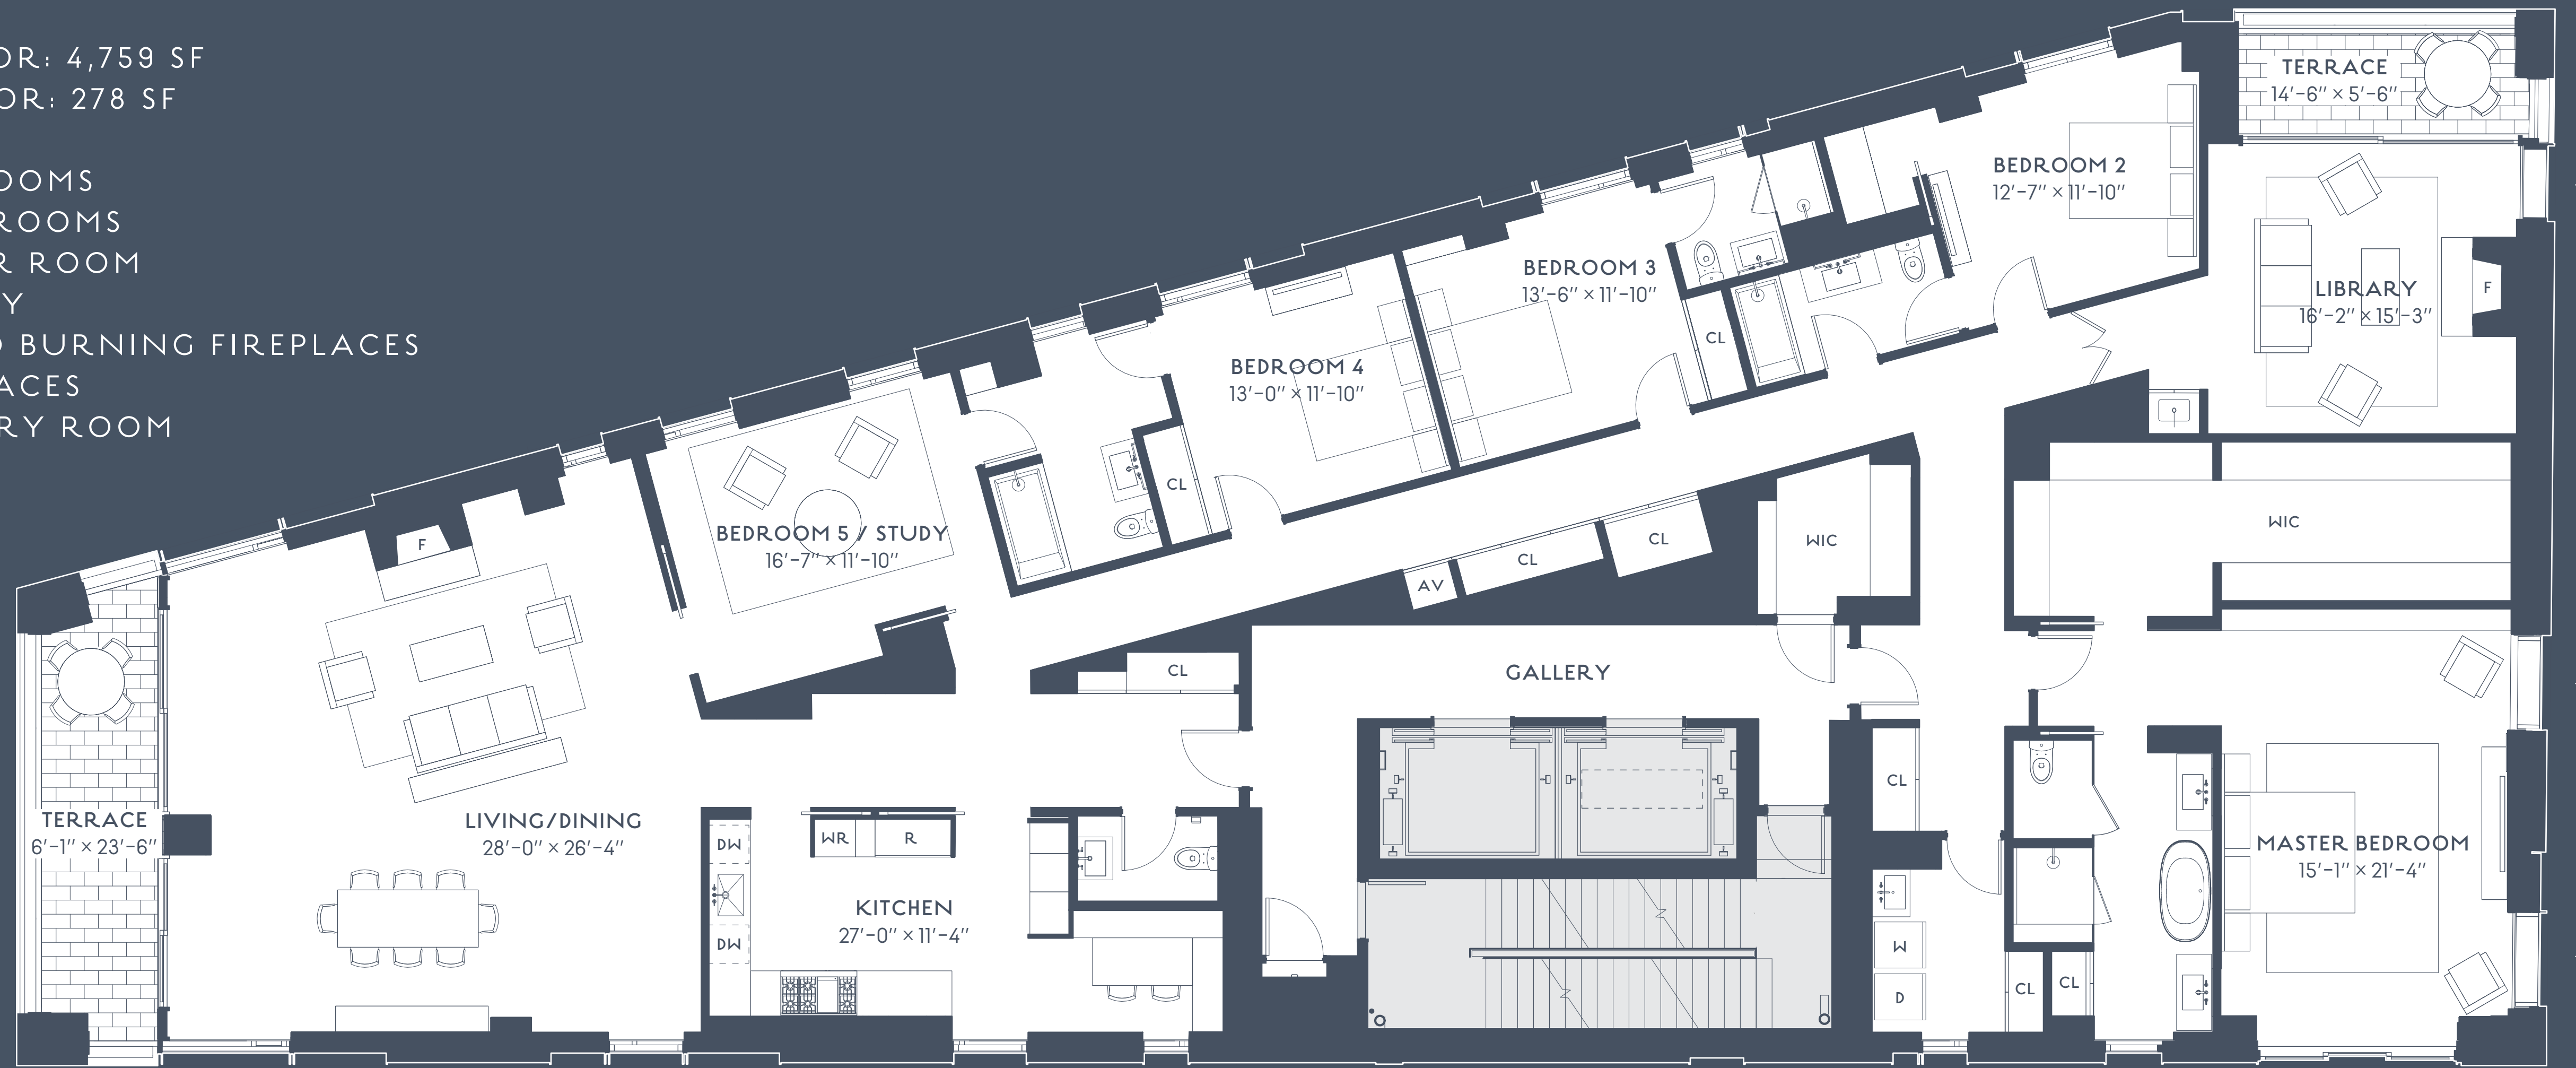 OR: 4,759 SF
OR: 278 SF
OOMS
ROOMS
R ROOM
Y
O BURNING FIREPLACES
ACES
RY ROOM
TERRACE
14'-6" × 5'-6"
BEDROOM 2
12'-7" × 11'-10"
BEDROOM 3
13'-6" × 11'-10"
LIBRARY
16'-2" × 15'-3"
F
CL
BEDROOM 4
13'-0" × 11'-10"
CL
BEDROOM 5 / STUDY
16'-7" × 11'-10"
F
WIC
WIC
CL
CL
AV
CL
GALLERY
TERRACE
6'-1" × 23'-6"
LIVING/DINING
28'-0" × 26'-4"
DW
WR
R
KITCHEN
27'-0" × 11'-4"
DW
CL
MASTER BEDROOM
15'-1" × 21'-4"
W
D
CL
CL